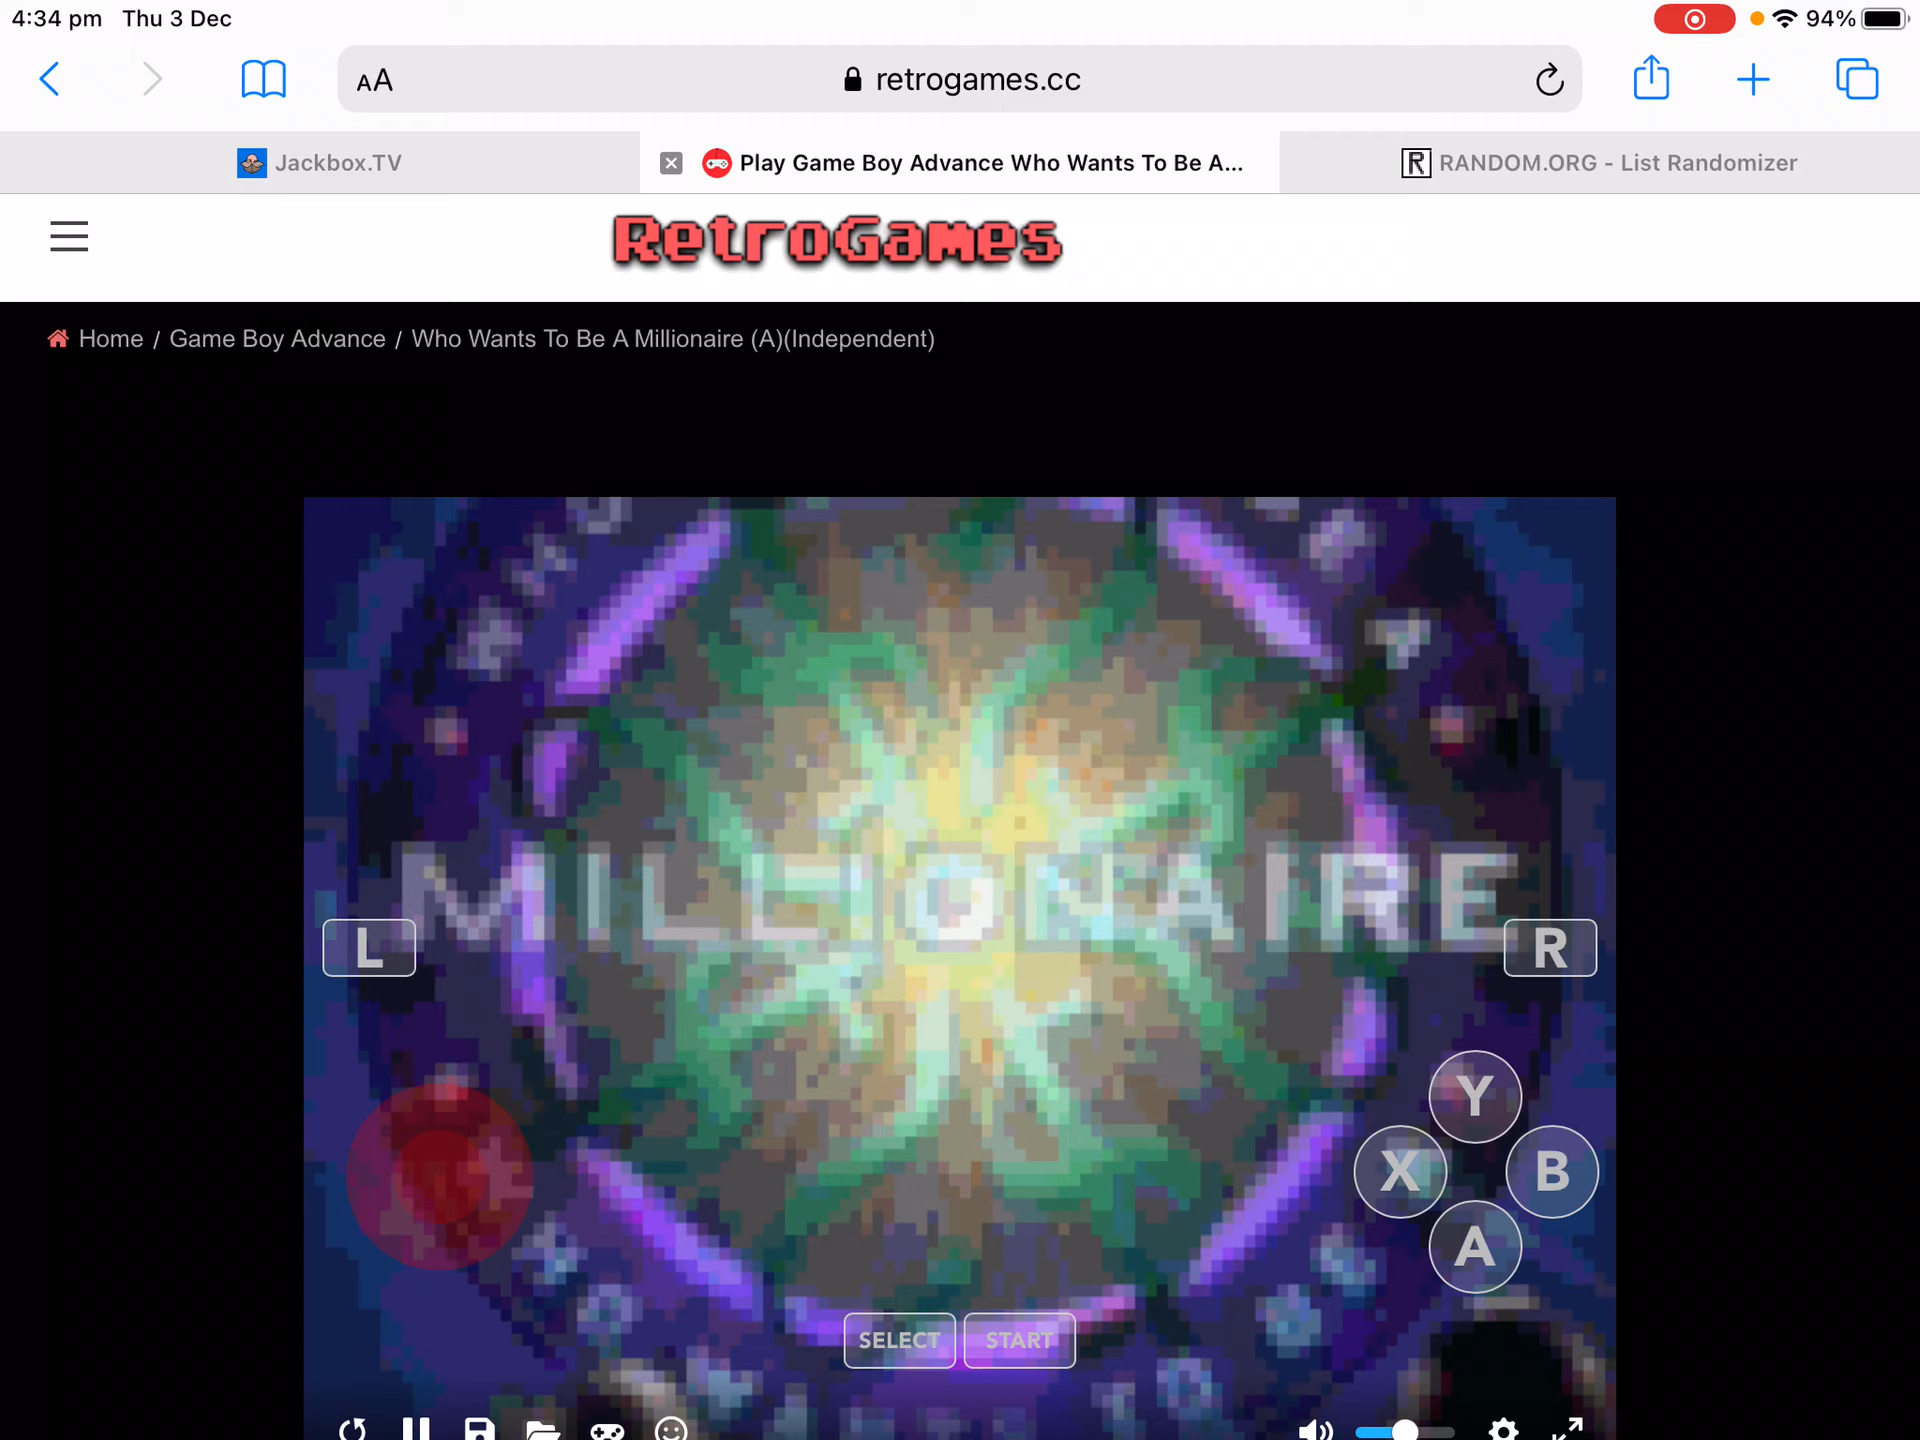 4:34 pm Thu 3 Dec
94%
AA
retrogames.cc
Jackbox.TV
Play Game Boy Advance Who Wants To Be A...
RANDOM.ORG - List Randomizer
RetroGames
Home / Game Boy Advance / Who Wants To Be A Millionaire (A)(Independent)
MILLIONAIRE
L
R
Y
X
B
A
SELECT
START